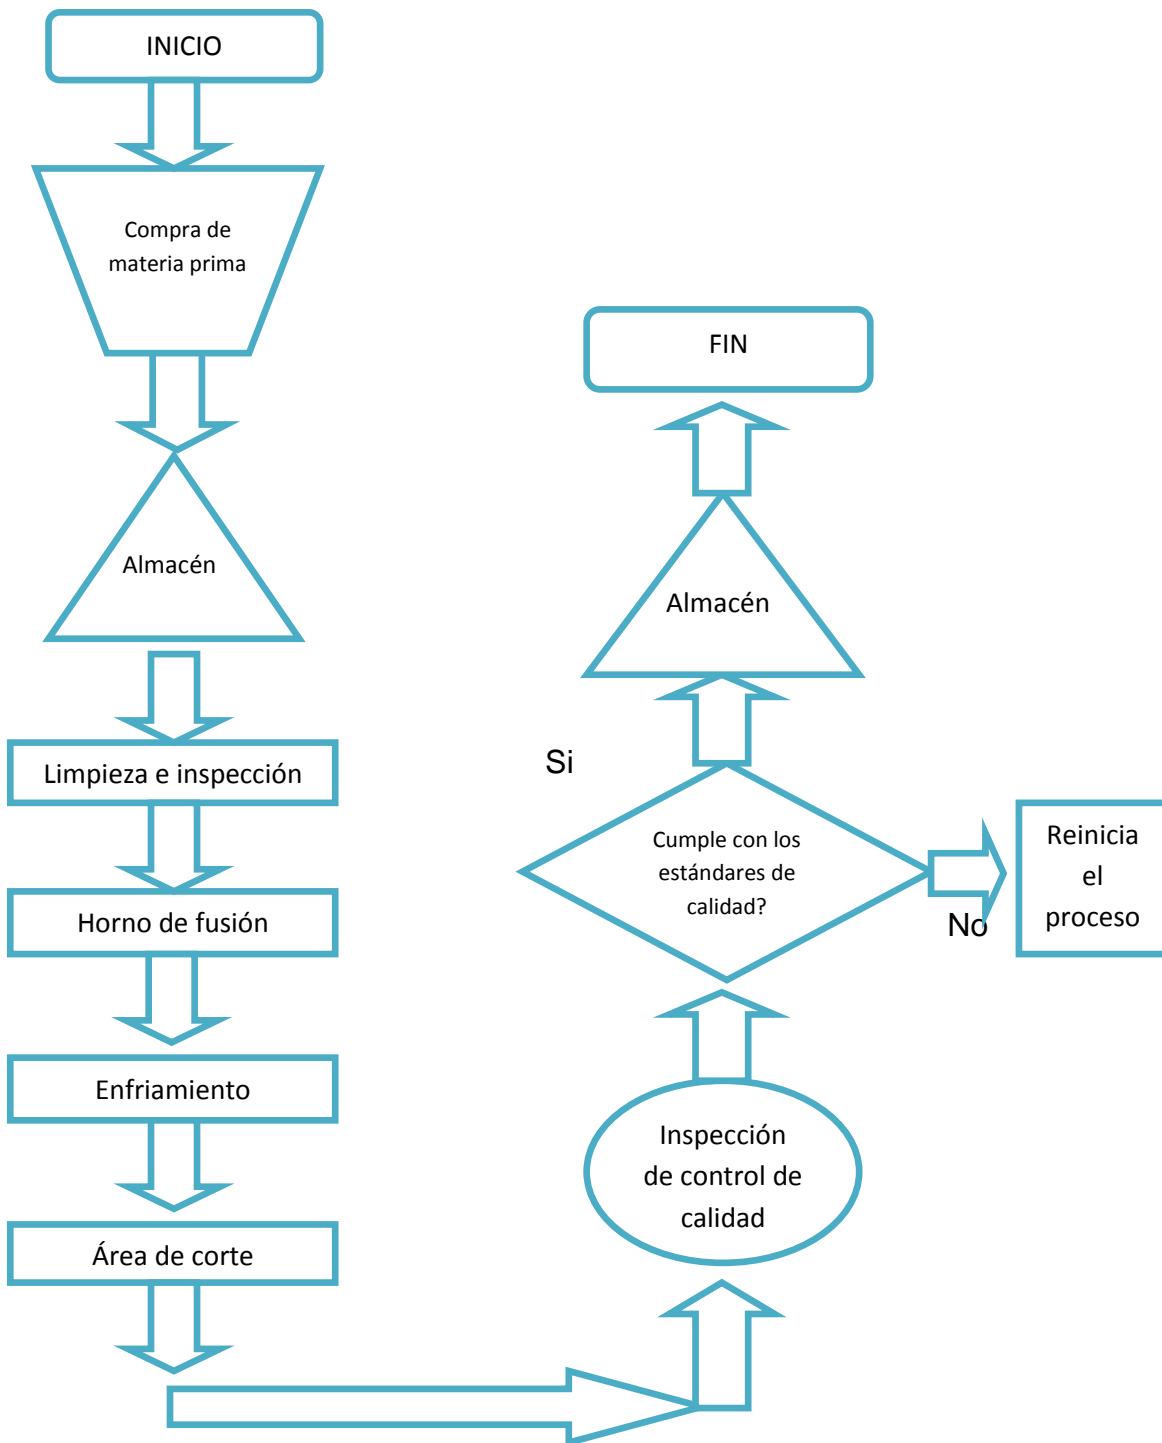 INICIO
Compra de
materia prima
Almacén
Limpieza e inspección
Horno de fusión
Enfriamiento
Área de corte
Inspección
de control de
calidad
Cumple con los
estándares de
calidad?
Si
No
Reinicia
el
proceso
Almacén
FIN